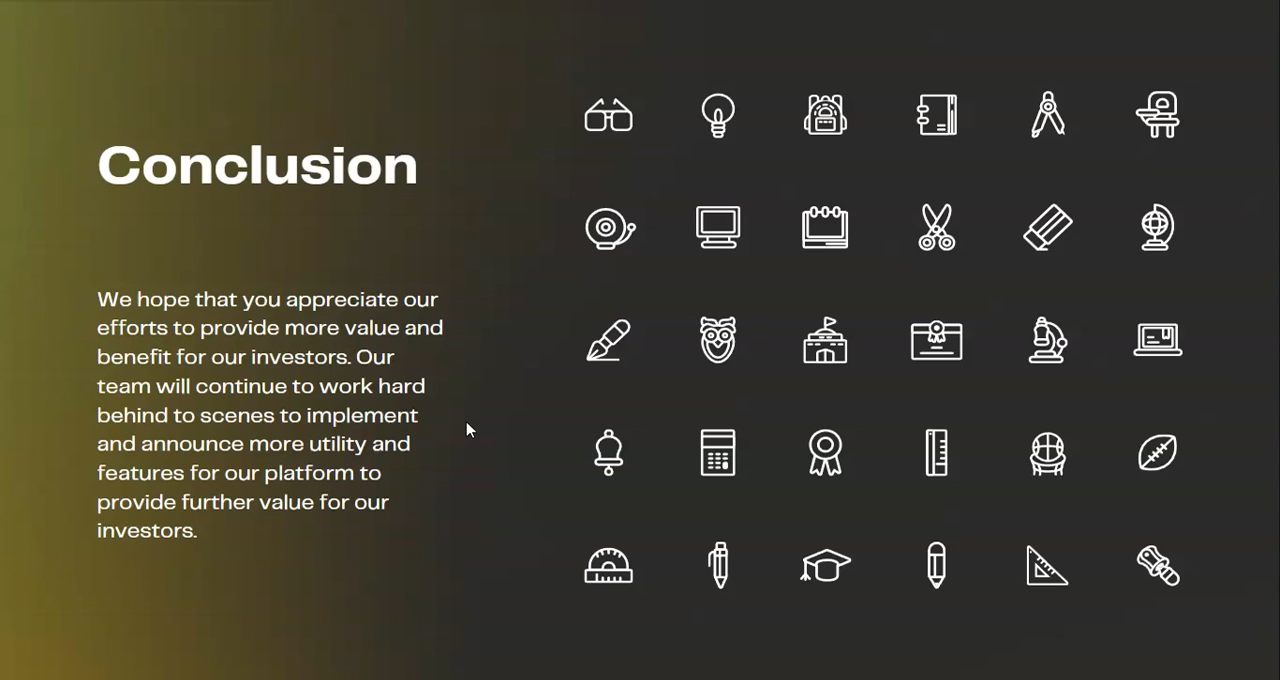 Conclusion
We hope that you appreciate our
efforts to provide more value and
benefit for our investors. Our
team will continue to work hard
behind to scenes to implement
and announce more utility and
features for our platform to
provide further value for our
investors.